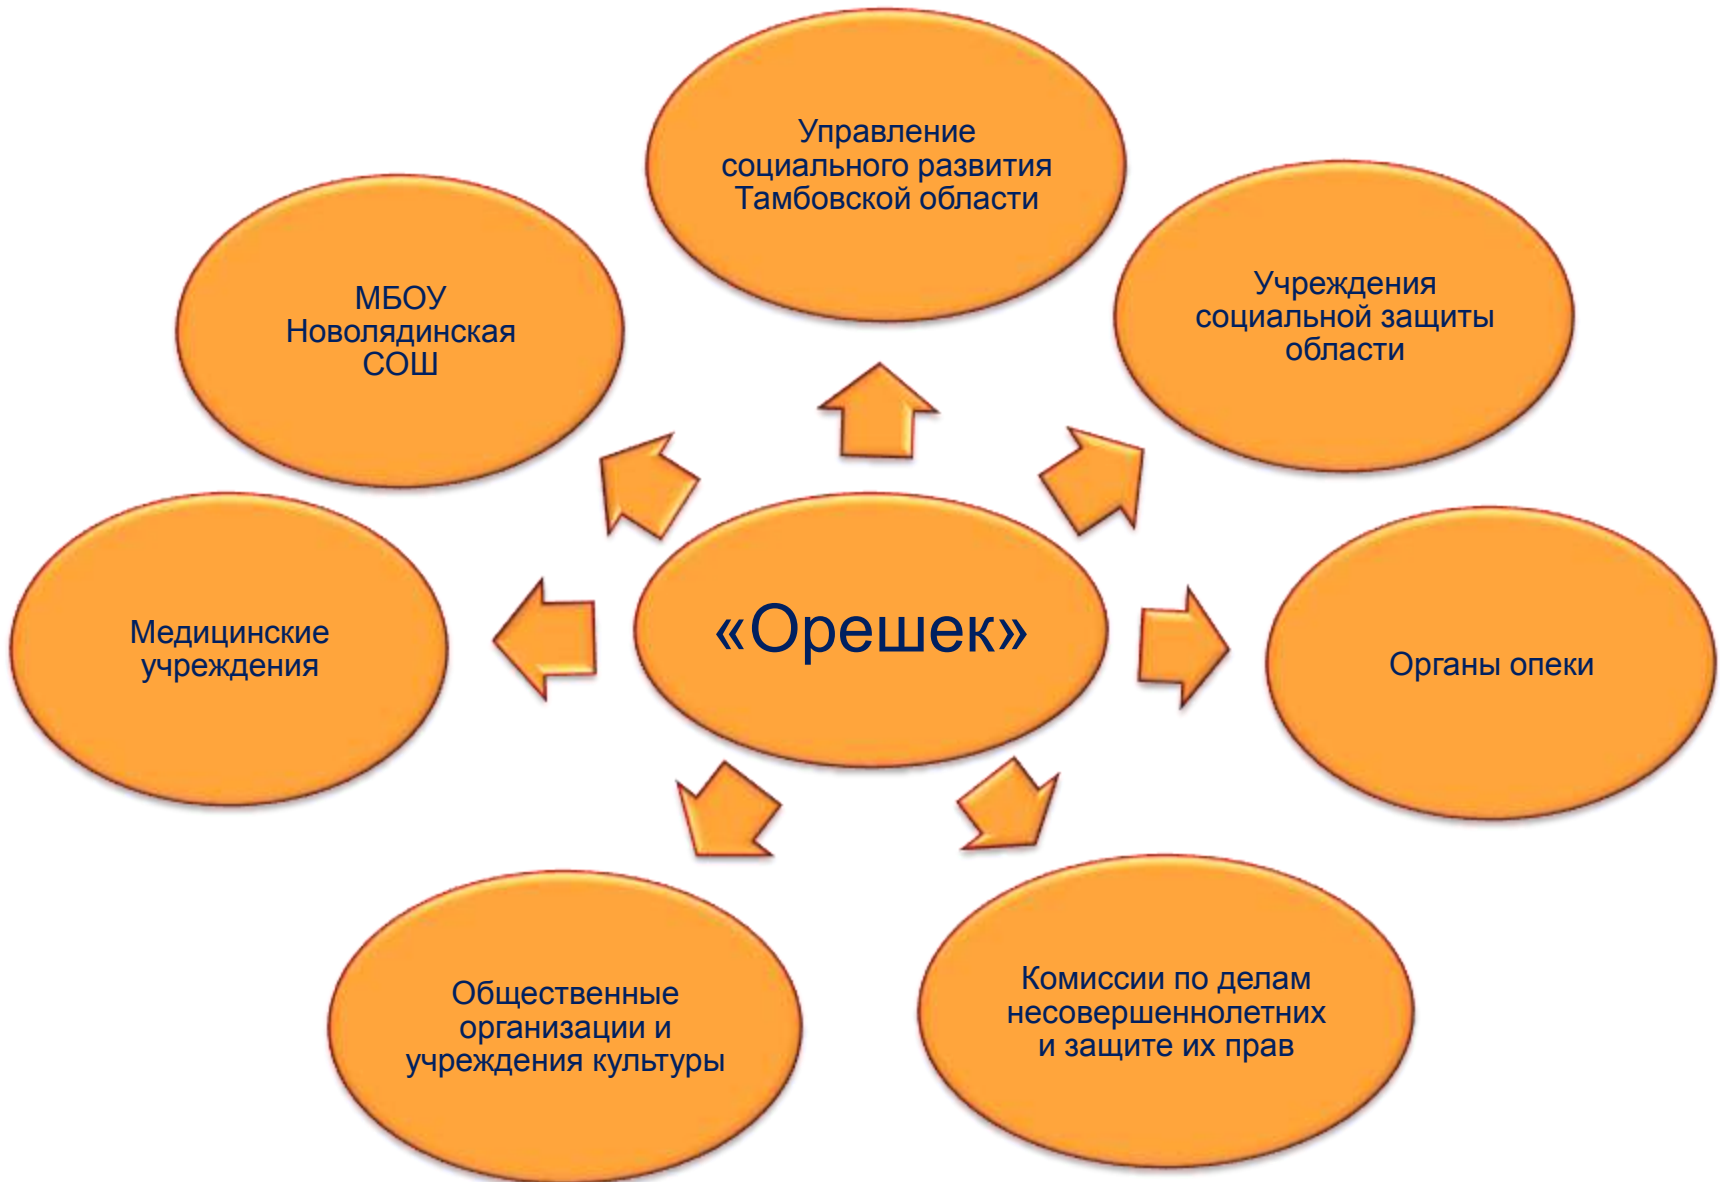 Управление
социального развития
Тамбовской области
МБОУ
Новолядинская
СОШ
Учреждения
социальной защиты
области
«Орешек»
Медицинские
учреждения
Органы опеки
Общественные
организации и
учреждения культуры
Комиссии по делам
несовершеннолетних
и защите их прав